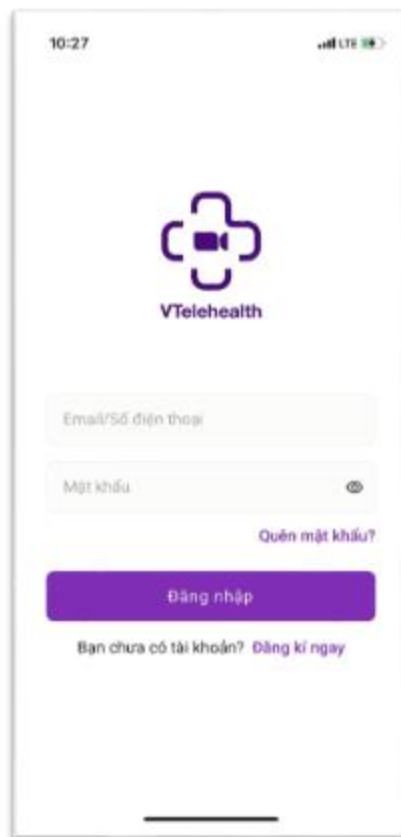 10:27
LTE
VTelehealth
Email/Số điện thoại
Mật khẩu
Quên mật khẩu?
Đăng nhập
Bạn chưa có tài khoản? Đăng kí ngay